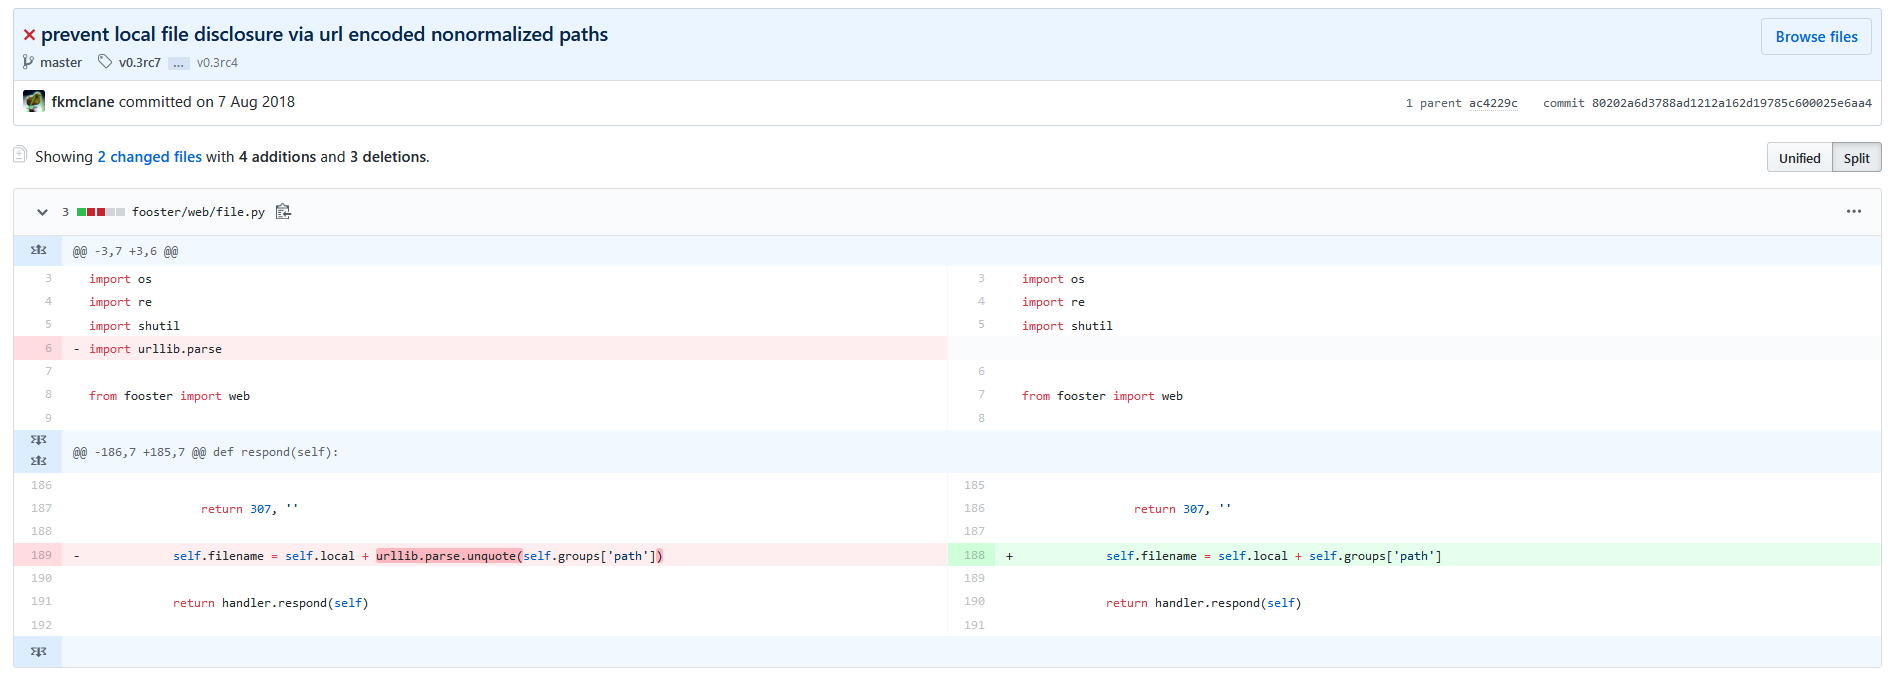 prevent local file disclosure via url encoded nonormalized paths
Browse files
master v0.3rc7 … v0.3rc4
fkmclane committed on 7 Aug 2018
1 parent ac4229c commit 80202a6d3788ad1212a162d19785c600025e6aa4
Showing 2 changed files with 4 additions and 3 deletions.
Unified Split
3 fooster/web/file.py
@@ -3,7 +3,6 @@
3 import os 3 import os
4 import re 4 import re
5 import shutil 5 import shutil
6 - import urllib.parse
7 6
8 from fooster import web 7 from fooster import web
9 8
@@ -186,7 +185,7 @@ def respond(self):
186 185
187 return 307, '' 186 return 307, ''
188 187
189 - self.filename = self.local + urllib.parse.unquote(self.groups['path']) 188 + self.filename = self.local + self.groups['path']
190 189
191 return handler.respond(self) 190 return handler.respond(self)
192 191